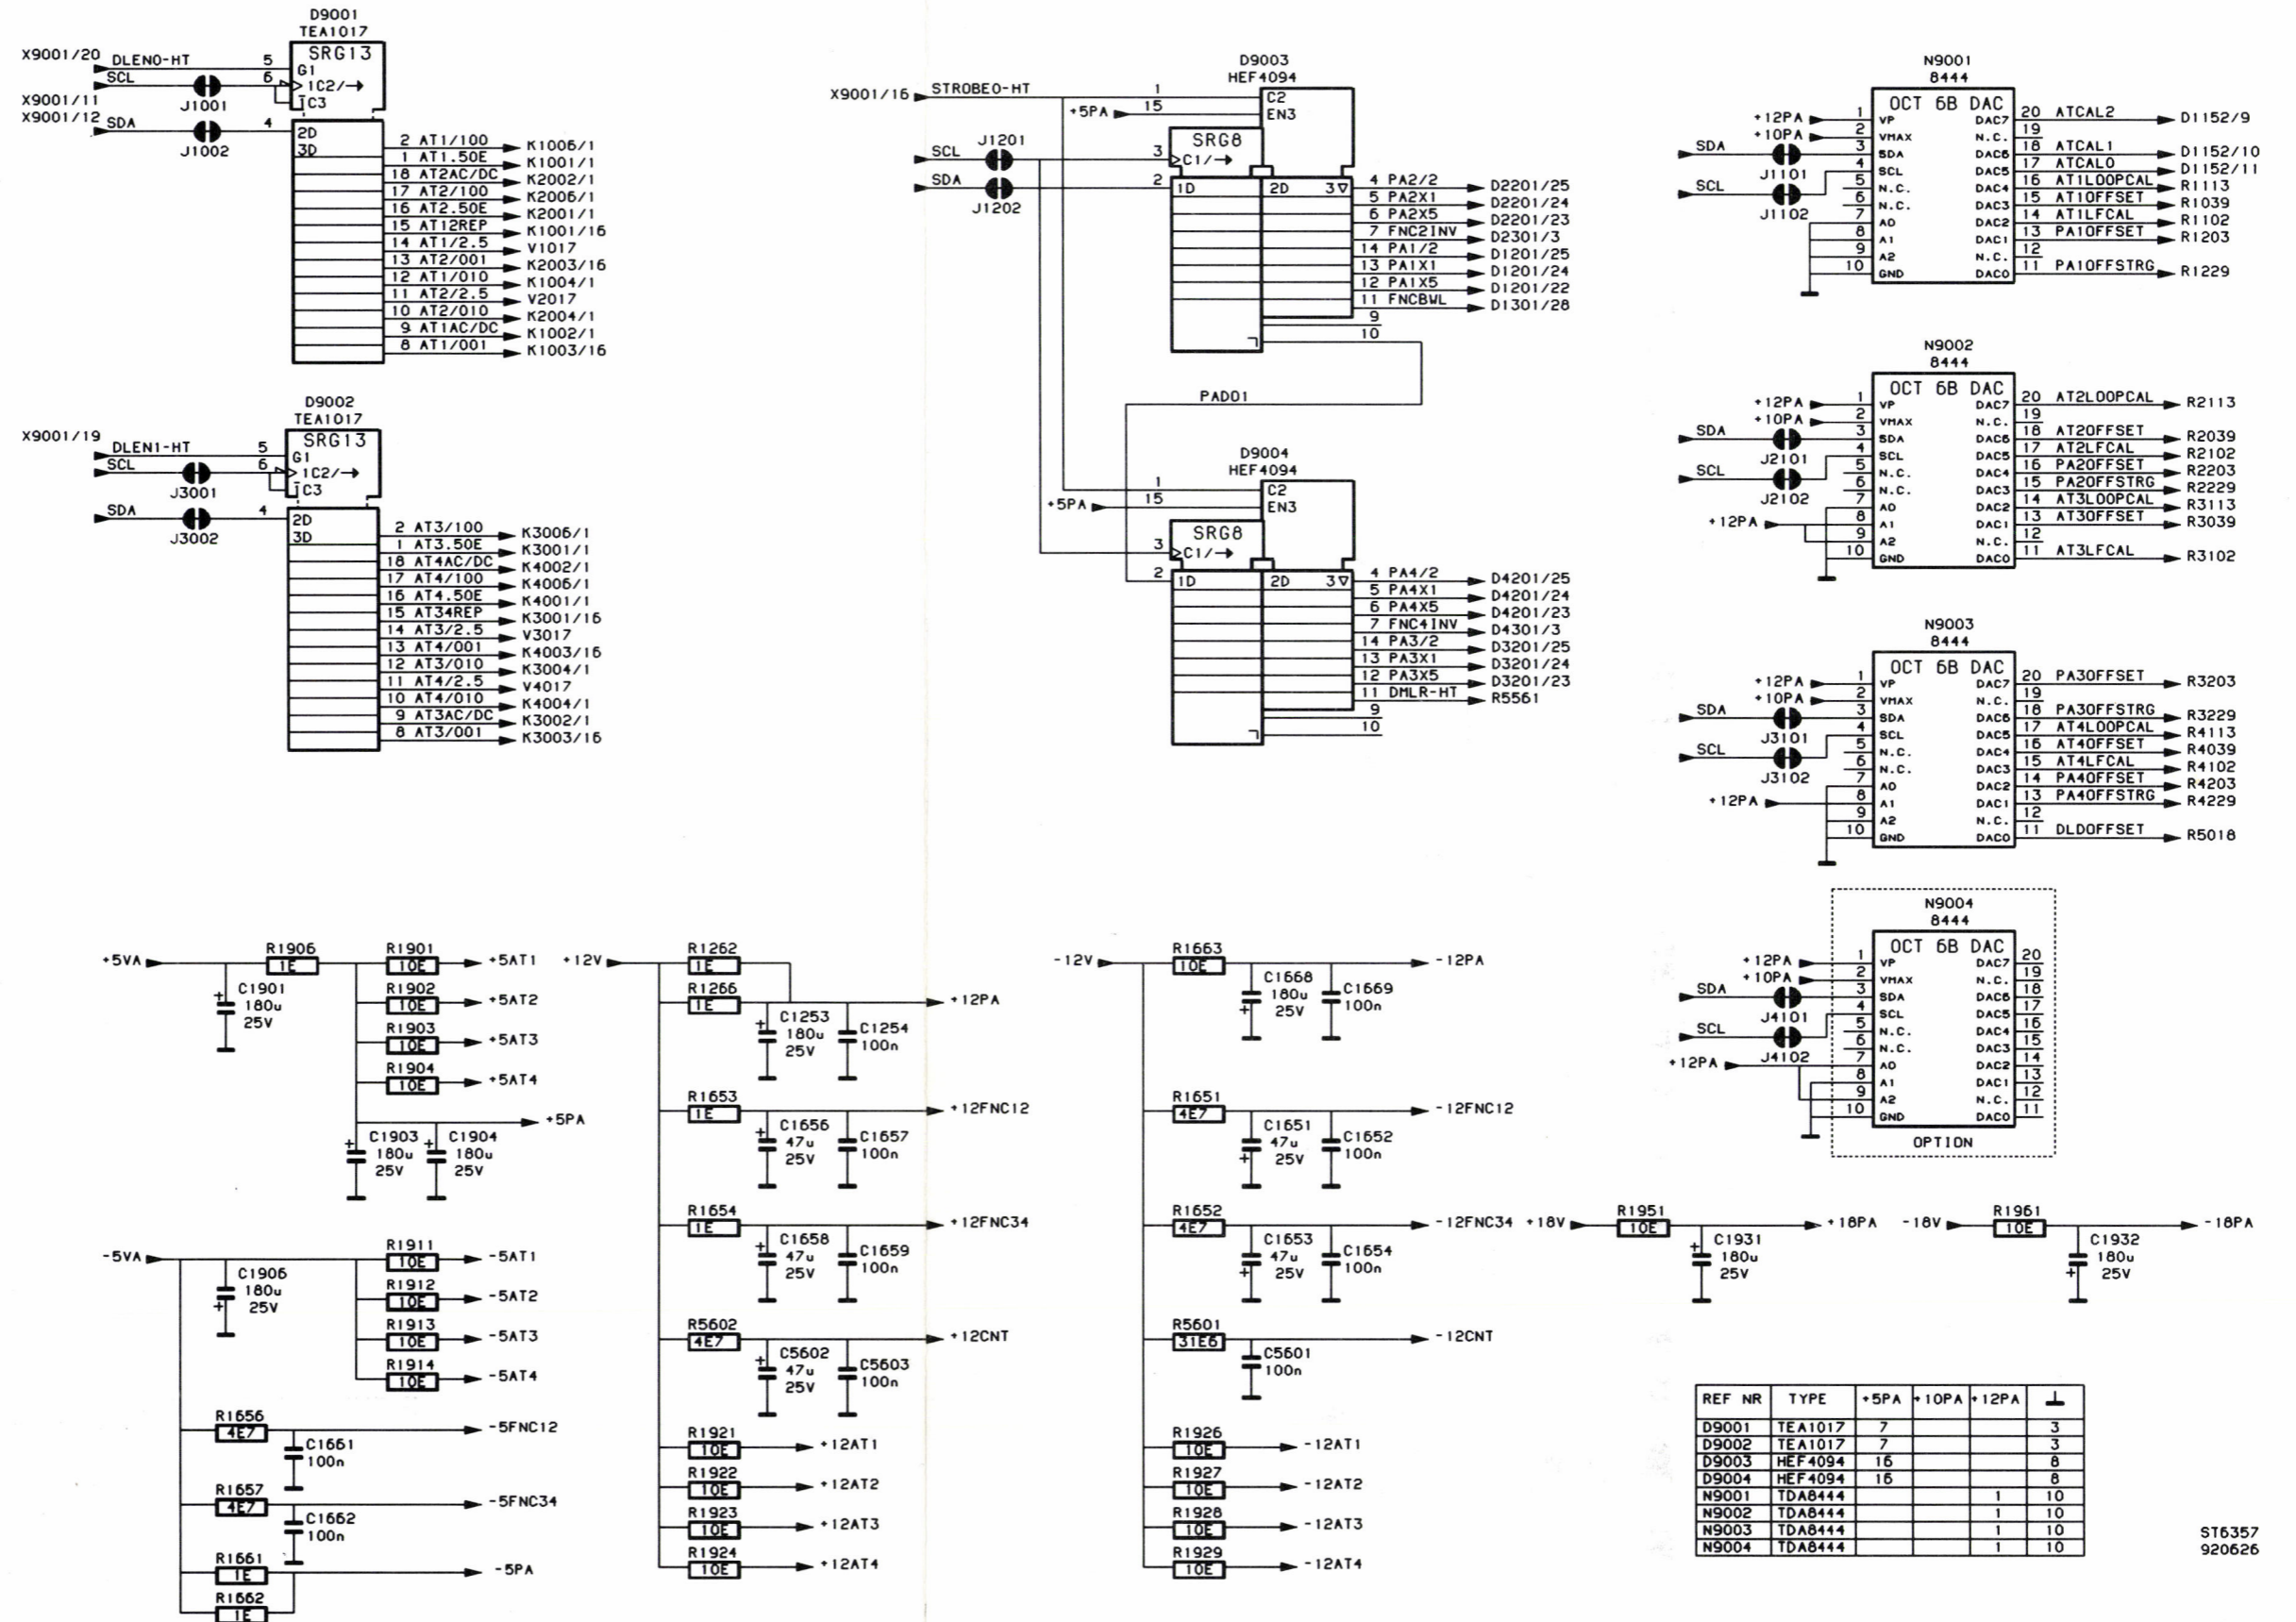 D9001
TEA1017
SRG13
X9001/20 DLEN0-HT 5 G1
SCL 6 1C2/→
J1001 C3
X9001/11
X9001/12 SDA 4 2D
J1002 3D
2 AT1/100 K1006/1
1 AT1.50E K1001/1
18 AT2AC/DC K2002/1
17 AT2/100 K2006/1
16 AT2.50E K2001/1
15 AT12REP K1001/16
14 AT1/2.5 V1017
13 AT2/001 K2003/16
12 AT1/010 K1004/1
11 AT2/2.5 V2017
10 AT2/010 K2004/1
9 AT1AC/DC K1002/1
8 AT1/001 K1003/16
D9002
TEA1017
SRG13
X9001/19 DLEN1-HT 5 G1
SCL 6 1C2/→
J3001 C3
SDA 4 2D
J3002 3D
2 AT3/100 K3006/1
1 AT3.50E K3001/1
18 AT4AC/DC K4002/1
17 AT4/100 K4006/1
16 AT4.50E K4001/1
15 AT34REP K3001/16
14 AT3/2.5 V3017
13 AT4/001 K4003/16
12 AT3/010 K3004/1
11 AT4/2.5 V4017
10 AT4/010 K4004/1
9 AT3AC/DC K3002/1
8 AT3/001 K3003/16
D9003
HEF4094
X9001/16 STROBE0-HT 1 C2
+5PA 15 EN3
SRG8
J1201
SCL 3 C1/→
SDA 2 1D 2D 3▽
J1202
4 PA2/2 D2201/25
5 PA2X1 D2201/24
6 PA2X5 D2201/23
7 FNC2INV D2301/3
14 PA1/2 D1201/25
13 PA1X1 D1201/24
12 PA1X5 D1201/22
11 FNCBWL D1301/28
9
10
PADD1
D9004
HEF4094
1 C2
+5PA 15 EN3
SRG8
3 C1/→
2 1D 2D 3▽
4 PA4/2 D4201/25
5 PA4X1 D4201/24
6 PA4X5 D4201/23
7 FNC4INV D4301/3
14 PA3/2 D3201/25
13 PA3X1 D3201/24
12 PA3X5 D3201/23
11 DMLR-HT R5561
9
10
N9001
8444
OCT 6B DAC
+12PA 1 VP DAC7 20 ATCAL2 D1152/9
+10PA 2 VMAX N.C. 19
SDA J1101 3 SDA DAC6 18 ATCAL1 D1152/10
4 SCL DAC5 17 ATCAL0 D1152/11
SCL J1102 5 N.C. DAC4 16 AT1LOOPCAL R1113
6 N.C. DAC3 15 AT1OFFSET R1039
7 A0 DAC2 14 AT1LFCAL R1102
8 A1 DAC1 13 PA1OFFSET R1203
9 A2 N.C. 12
10 GND DAC0 11 PA1OFFSTRG R1229
N9002
8444
OCT 6B DAC
+12PA 1 VP DAC7 20 AT2LOOPCAL R2113
+10PA 2 VMAX N.C. 19
SDA J2101 3 SDA DAC6 18 AT2OFFSET R2039
4 SCL DAC5 17 AT2LFCAL R2102
SCL J2102 5 N.C. DAC4 16 PA2OFFSET R2203
6 N.C. DAC3 15 PA2OFFSTRG R2229
7 A0 DAC2 14 AT3LOOPCAL R3113
+12PA 8 A1 DAC1 13 AT3OFFSET R3039
9 A2 N.C. 12
10 GND DAC0 11 AT3LFCAL R3102
N9003
8444
OCT 6B DAC
+12PA 1 VP DAC7 20 PA3OFFSET R3203
+10PA 2 VMAX N.C. 19
SDA J3101 3 SDA DAC6 18 PA3OFFSTRG R3229
4 SCL DAC5 17 AT4LOOPCAL R4113
SCL J3102 5 N.C. DAC4 16 AT4OFFSET R4039
6 N.C. DAC3 15 AT4LFCAL R4102
7 A0 DAC2 14 PA4OFFSET R4203
+12PA 8 A1 DAC1 13 PA4OFFSTRG R4229
9 A2 N.C. 12
10 GND DAC0 11 DLDOFFSET R5018
N9004
8444
OCT 6B DAC
+12PA 1 VP DAC7 20
+10PA 2 VMAX N.C. 19
SDA J4101 3 SDA DAC6 18
4 SCL DAC5 17
SCL J4102 5 N.C. DAC4 16
6 N.C. DAC3 15
+12PA 7 A0 DAC2 14
8 A1 DAC1 13
9 A2 N.C. 12
10 GND DAC0 11
OPTION
+5VA R1906 1E R1901 10E +5AT1
C1901 180u 25V
R1902 10E +5AT2
R1903 10E +5AT3
R1904 10E +5AT4
+5PA
C1903 180u 25V
C1904 180u 25V
-5VA R1911 10E -5AT1
C1906 180u 25V
R1912 10E -5AT2
R1913 10E -5AT3
R1914 10E -5AT4
R1656 4E7 -5FNC12
C1661 100n
R1657 4E7 -5FNC34
C1662 100n
R1661 1E -5PA
R1662 1E
+12V R1262 1E
R1266 1E +12PA
C1253 180u 25V
C1254 100n
R1653 1E +12FNC12
C1656 47u 25V
C1657 100n
R1654 1E +12FNC34
C1658 47u 25V
C1659 100n
R5602 4E7 +12CNT
C5602 47u 25V
C5603 100n
R1921 10E +12AT1
R1922 10E +12AT2
R1923 10E +12AT3
R1924 10E +12AT4
-12V R1663 10E -12PA
C1668 180u 25V
C1669 100n
R1651 4E7 -12FNC12
C1651 47u 25V
C1652 100n
R1652 4E7 -12FNC34
C1653 47u 25V
C1654 100n
R5601 31E6 -12CNT
C5601 100n
R1926 10E -12AT1
R1927 10E -12AT2
R1928 10E -12AT3
R1929 10E -12AT4
+18V R1951 10E +18PA
C1931 180u 25V
-18V R1961 10E -18PA
C1932 180u 25V
REF NR TYPE +5PA +10PA +12PA ⊥
D9001 TEA1017 7 3
D9002 TEA1017 7 3
D9003 HEF4094 16 8
D9004 HEF4094 16 8
N9001 TDA8444 1 10
N9002 TDA8444 1 10
N9003 TDA8444 1 10
N9004 TDA8444 1 10
ST6357
920626